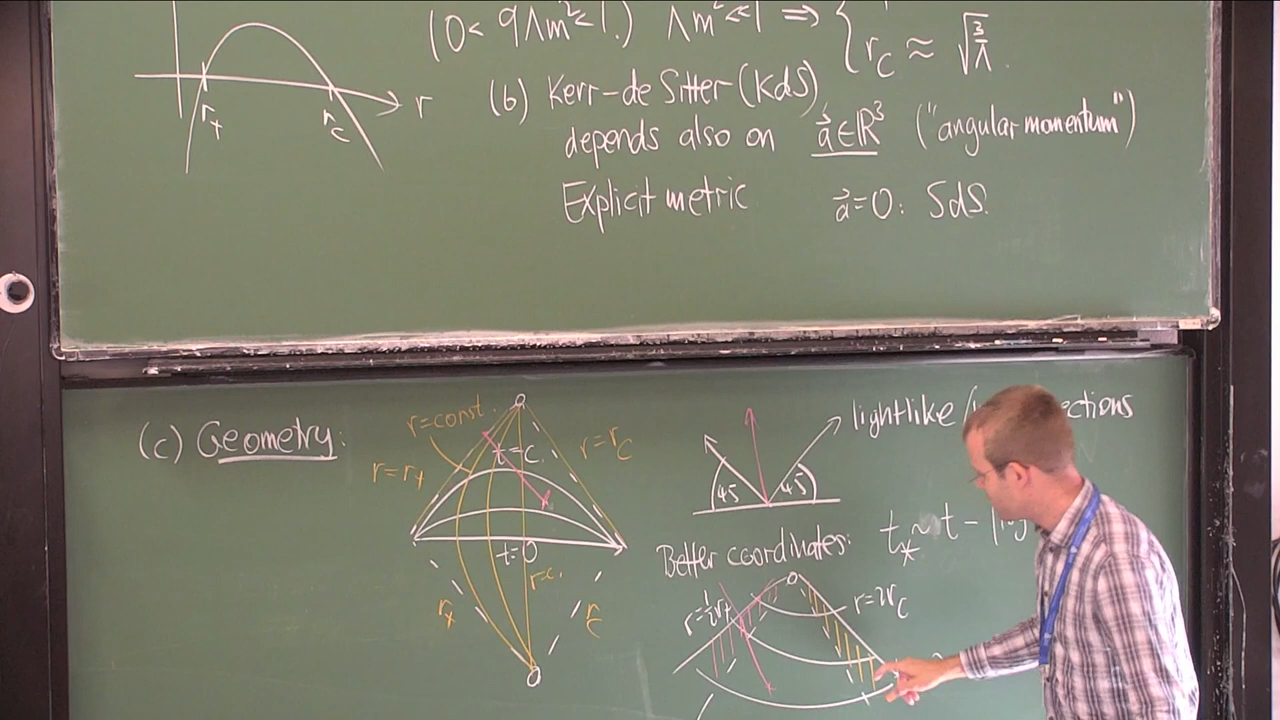 (0 < 9Λm² < 1.) Λm² << 1 ⇒ {
r_C ≈ √(3/Λ).
r
r_+
r_C
(b) Kerr–de Sitter (KdS)
depends also on a⃗ ∈ ℝ³ ("angular momentum")
Explicit metric a⃗ = 0: SdS.
(c) Geometry:
r=const.
r=r_+
t=c.
r=r_C
t=0
r=c.
r_+
r_C
lightlike
45
45
Better coordinates: t_* ~ t –
r=½r_+
r=2r_C